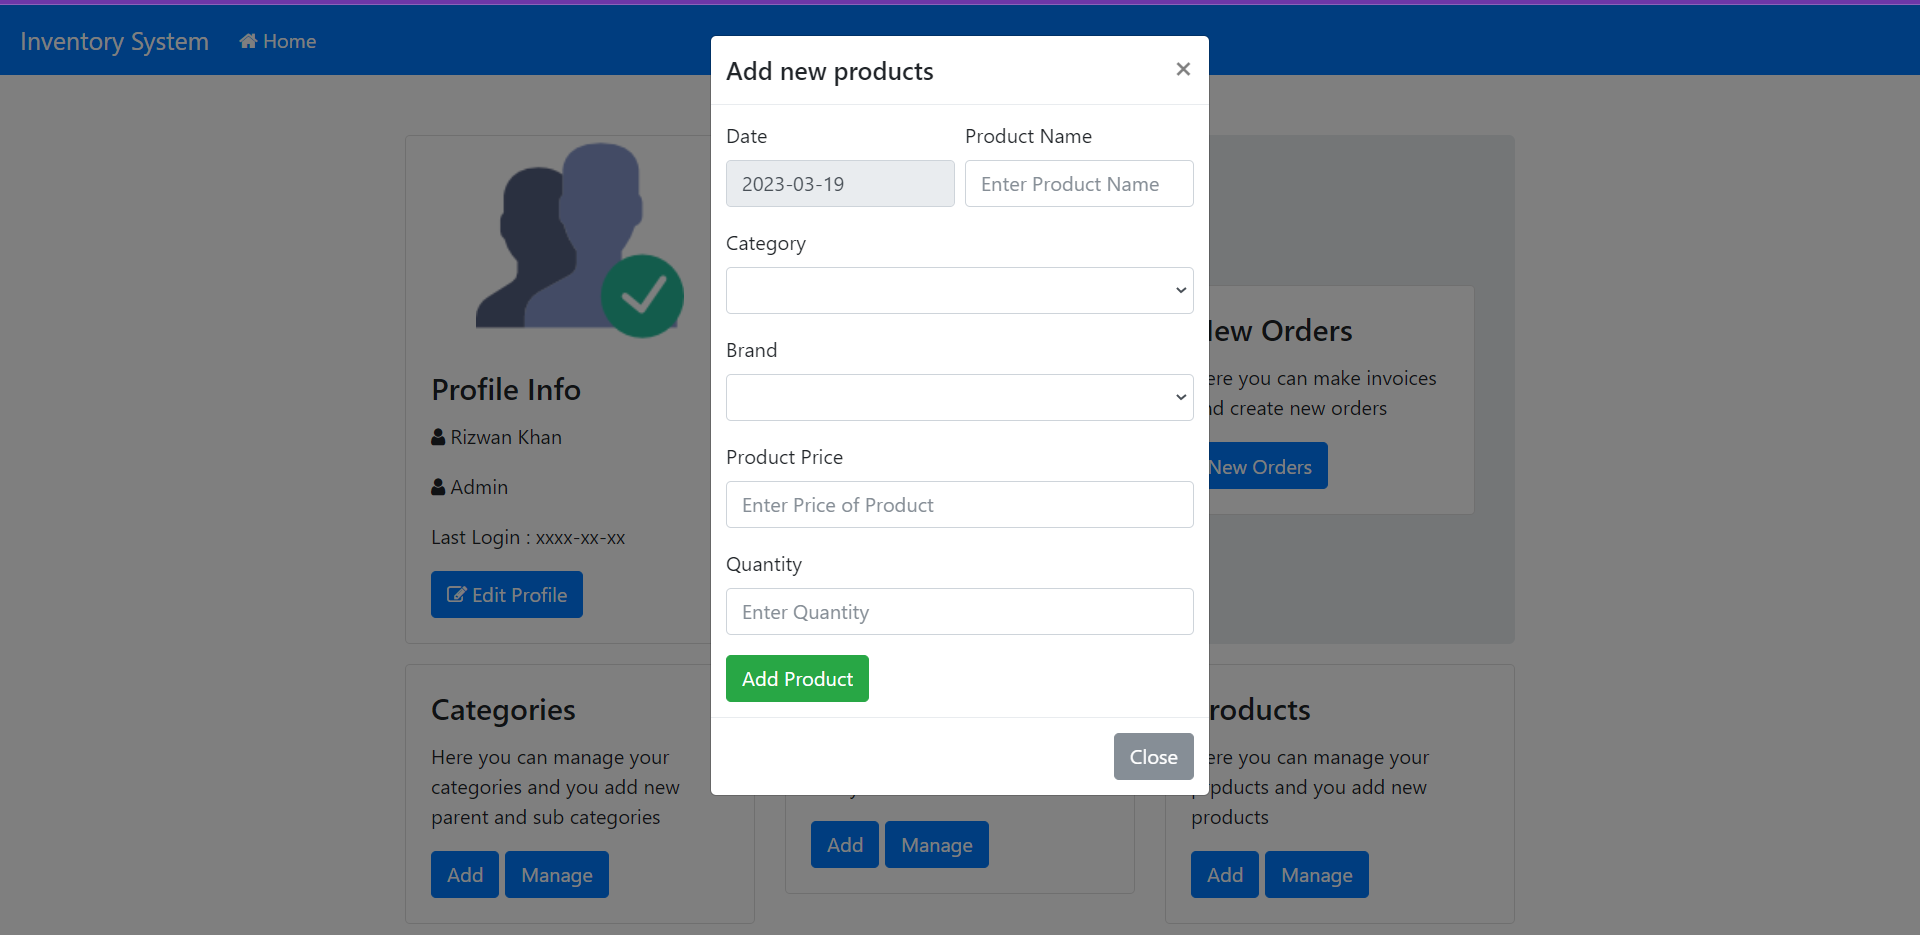 Inventory System Home
Add new products ×
Date Product Name
2023-03-19 Enter Product Name
Category
Brand
Product Price
Enter Price of Product
Quantity
Enter Quantity
Add Product
Close
Profile Info
Rizwan Khan
Admin
Last Login : xxxx-xx-xx
Edit Profile
ew Orders
ere you can make invoices
d create new orders
New Orders
Categories
Here you can manage your
categories and you add new
parent and sub categories
Add Manage
Add Manage
roducts
ere you can manage your
ducts and you add new
products
Add Manage